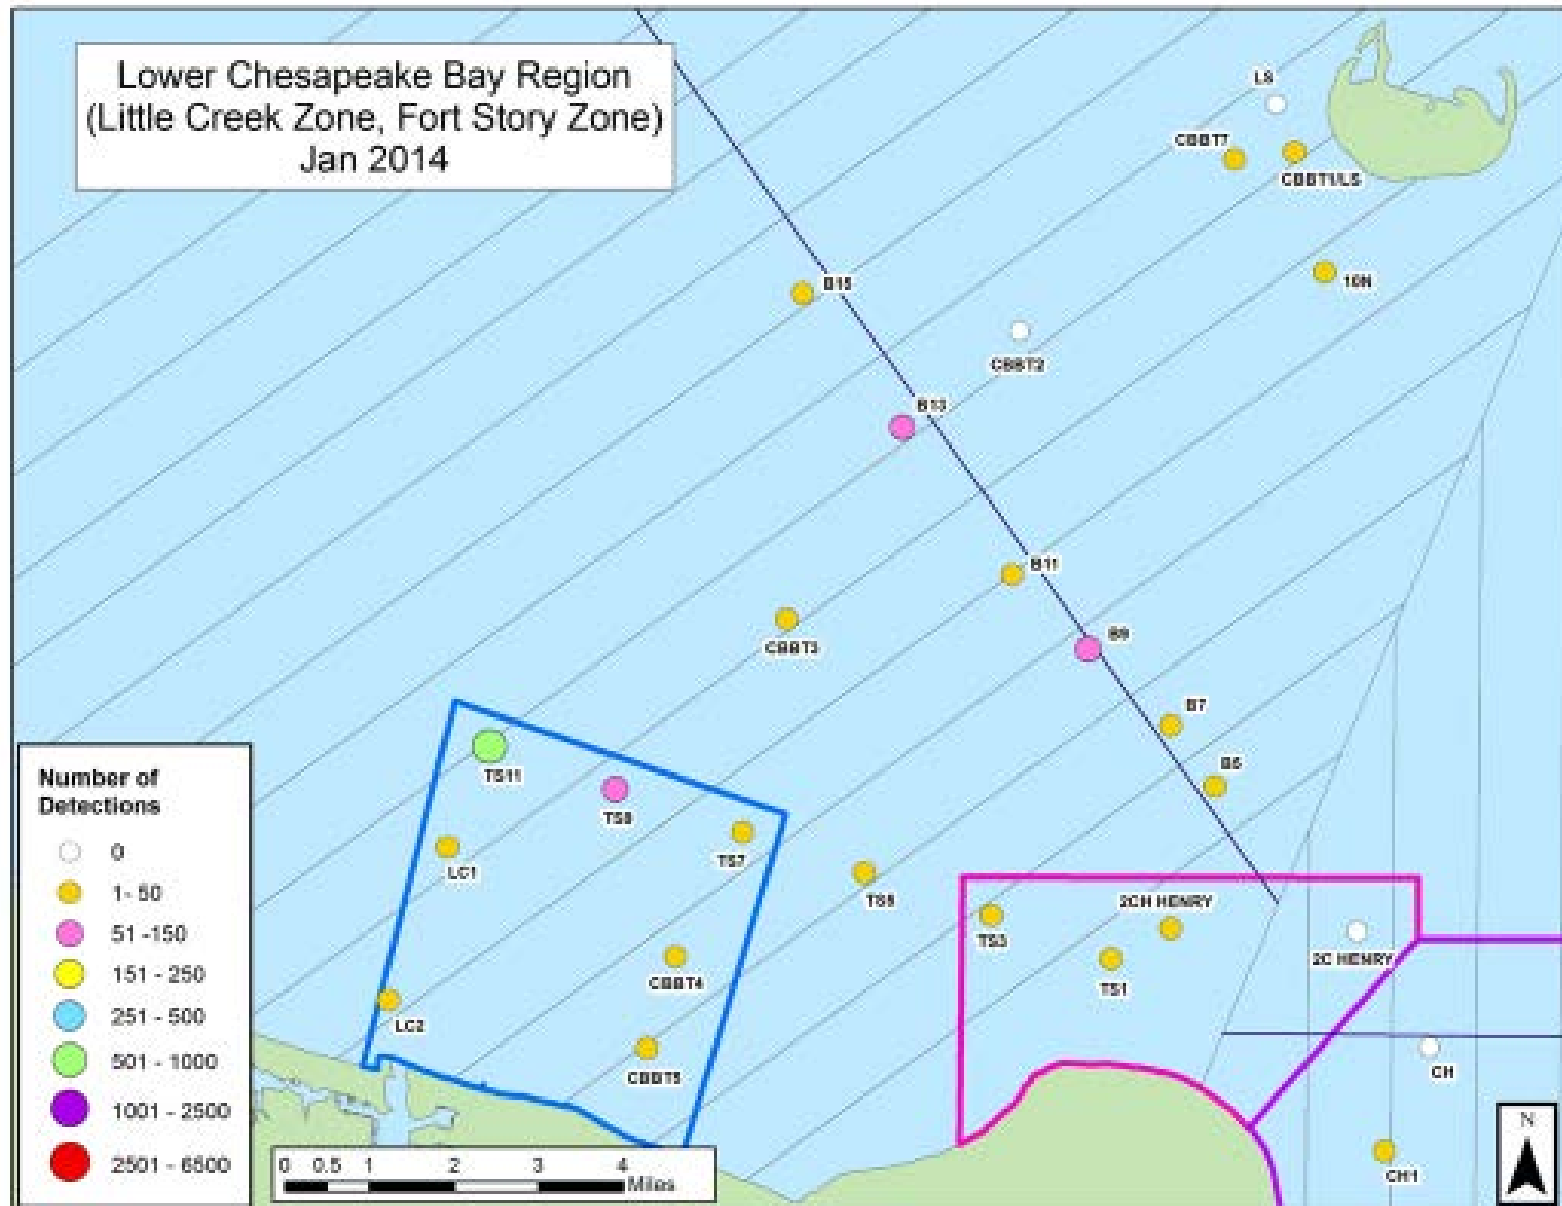 Lower Chesapeake Bay Region
(Little Creek Zone, Fort Story Zone)
Jan 2014
LS
CBBT7
CBBT1/LS
10N
B15
CBBT2
B13
B11
CBBT3
B9
B7
B5
TS11
TS9
TS7
LC1
TS5
2CH HENRY
TS3
TS1
2C HENRY
CBBT4
LC2
CBBT5
CH
CH1
Number of
Detections
0
1- 50
51 -150
151 - 250
251 - 500
501 - 1000
1001 - 2500
2501 - 6500
0 0.5 1 2 3 4
Miles
N